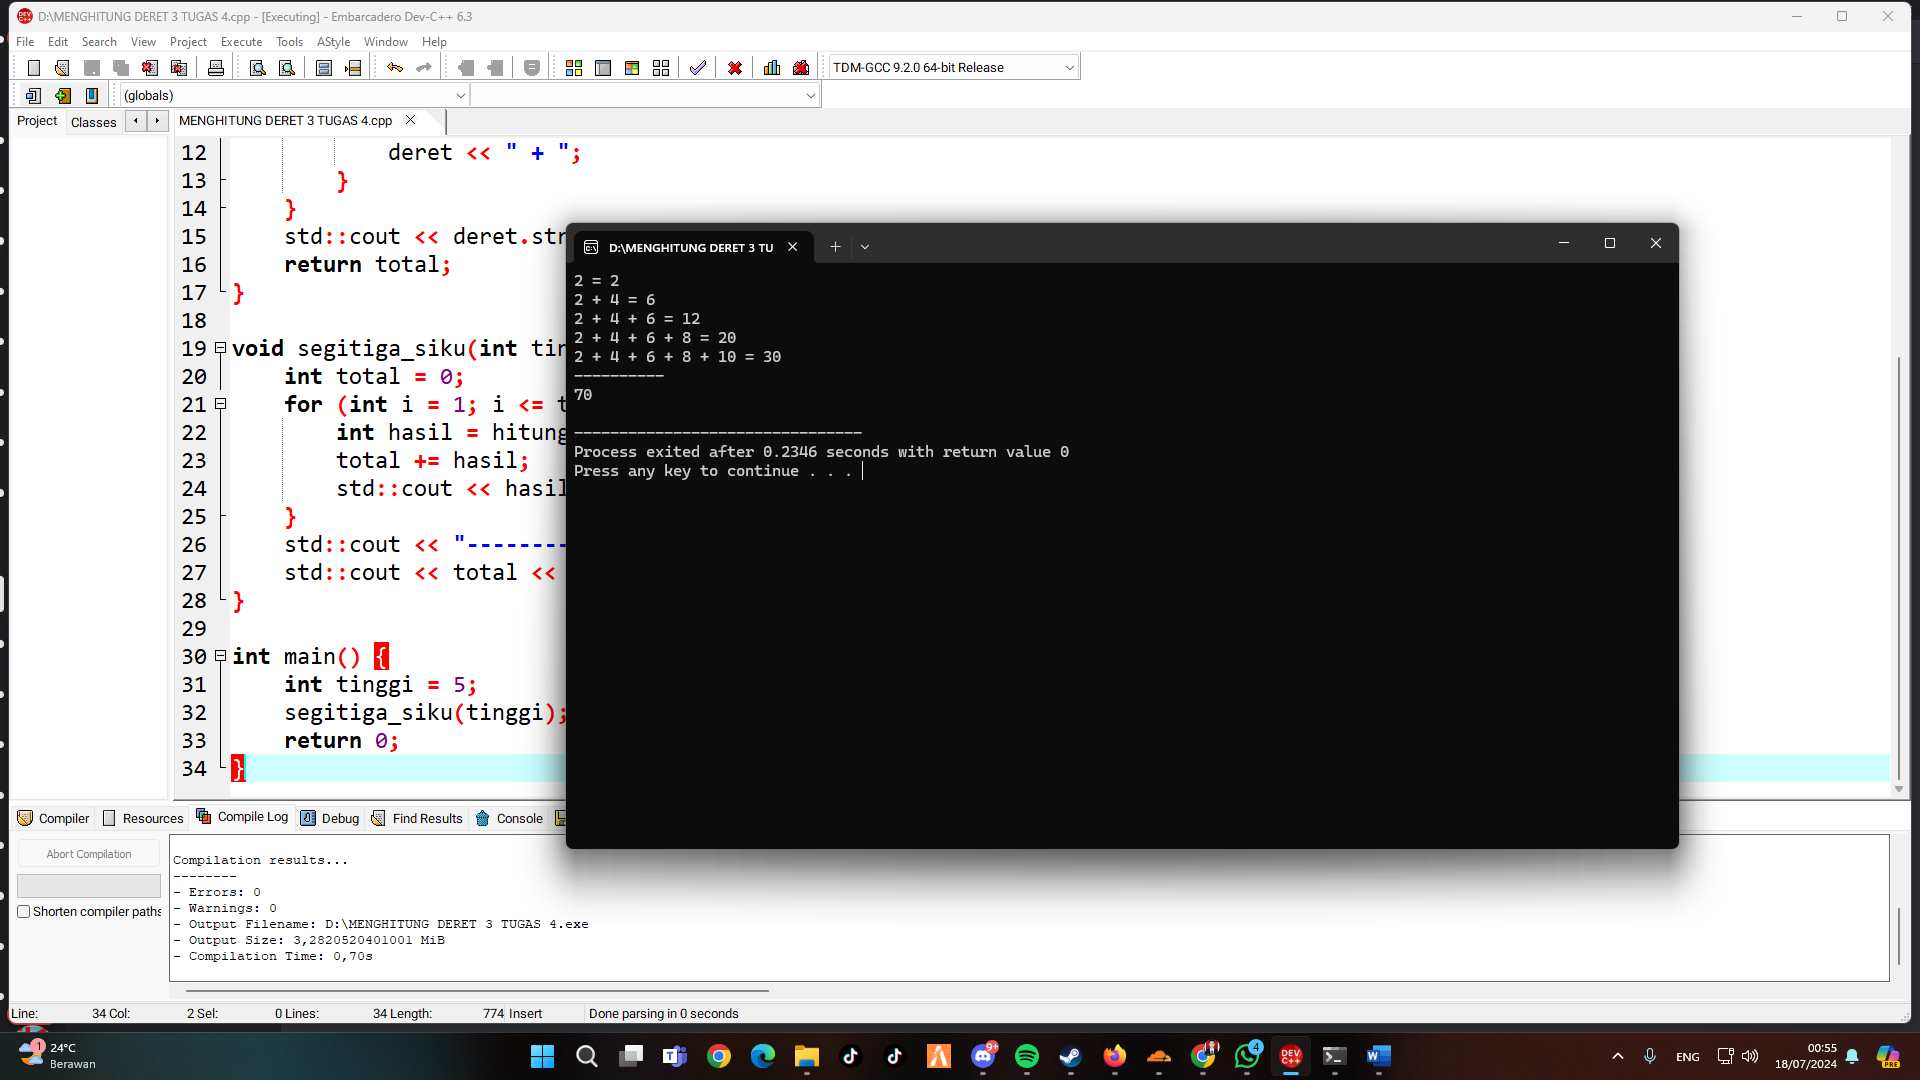 D:\MENGHITUNG DERET 3 TUGAS 4.cpp - [Executing] - Embarcadero Dev-C++ 6.3
File Edit Search View Project Execute Tools AStyle Window Help
TDM-GCC 9.2.0 64-bit Release
(globals)
Project Classes
MENGHITUNG DERET 3 TUGAS 4.cpp
12 deret << " + ";
13 }
14 }
15 std::cout << deret.str
16 return total;
17 }
18
19 void segitiga_siku(int tin
20 int total = 0;
21 for (int i = 1; i <= t
22 int hasil = hitung
23 total += hasil;
24 std::cout << hasil
25 }
26 std::cout << "---------
27 std::cout << total <<
28 }
29
30 int main() {
31 int tinggi = 5;
32 segitiga_siku(tinggi);
33 return 0;
34 }
D:\MENGHITUNG DERET 3 TU
2 = 2
2 + 4 = 6
2 + 4 + 6 = 12
2 + 4 + 6 + 8 = 20
2 + 4 + 6 + 8 + 10 = 30
----------
70
--------------------------------
Process exited after 0.2346 seconds with return value 0
Press any key to continue . . .
Compiler Resources Compile Log Debug Find Results Console
Abort Compilation
Shorten compiler paths
Compilation results...
--------
- Errors: 0
- Warnings: 0
- Output Filename: D:\MENGHITUNG DERET 3 TUGAS 4.exe
- Output Size: 3,2820520401001 MiB
- Compilation Time: 0,70s
Line: 34 Col: 2 Sel: 0 Lines: 34 Length: 774 Insert Done parsing in 0 seconds
1
24°C
Berawan
9+
4
DEV
C++
ENG
00:55
18/07/2024
PRE